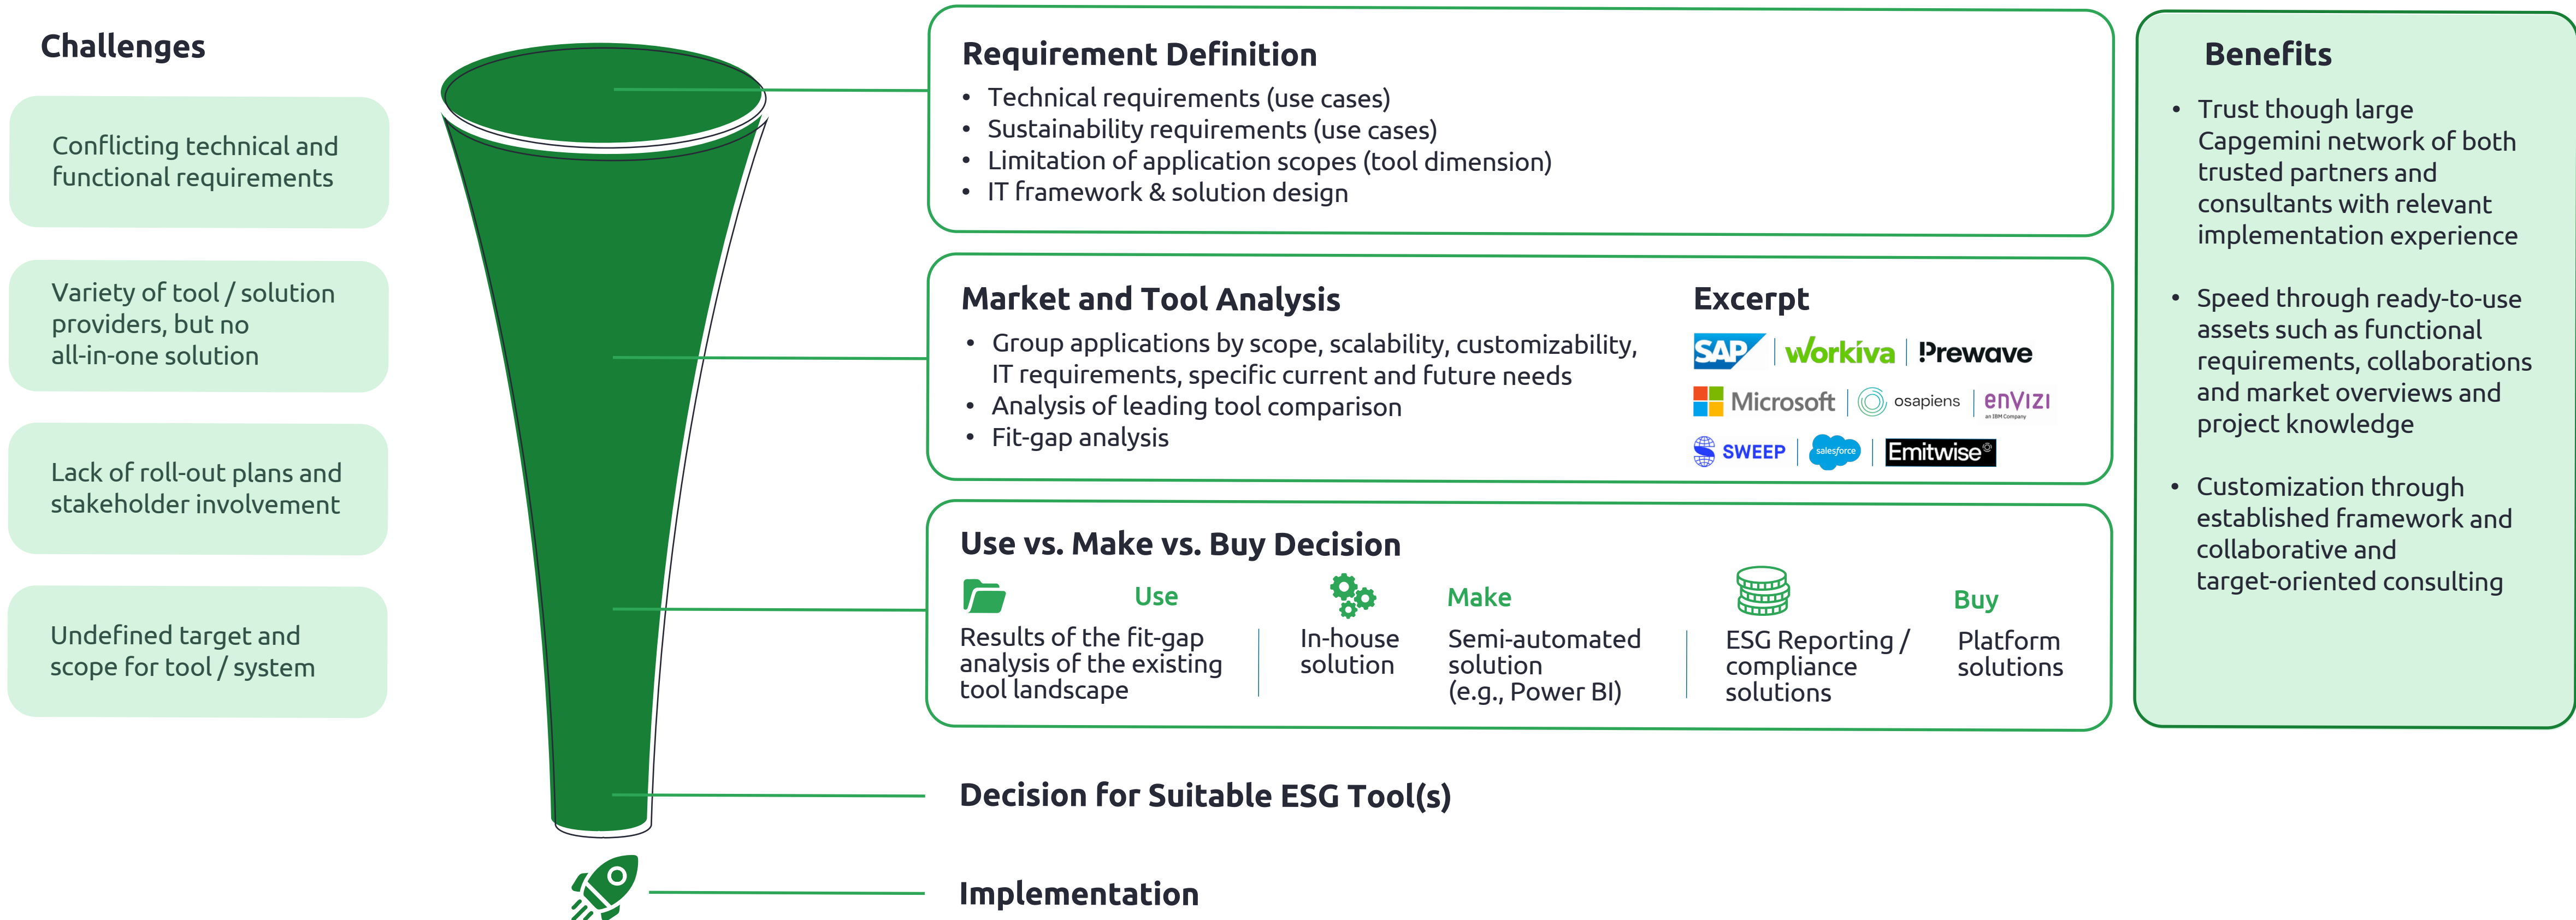 Challenges
Conflicting technical and
functional requirements
Variety of tool / solution
providers, but no
all-in-one solution
Lack of roll-out plans and
stakeholder involvement
Undefined target and
scope for tool / system
Requirement Definition
• Technical requirements (use cases)
• Sustainability requirements (use cases)
• Limitation of application scopes (tool dimension)
• IT framework & solution design
Market and Tool Analysis
• Group applications by scope, scalability, customizability,
IT requirements, specific current and future needs
• Analysis of leading tool comparison
• Fit-gap analysis
Excerpt
SAP | workiva | Prewave
Microsoft | osapiens | envizi
an IBM Company
SWEEP | salesforce | Emitwise
Use vs. Make vs. Buy Decision
Use
Results of the fit-gap
analysis of the existing
tool landscape
Make
In-house
solution
Semi-automated
solution
(e.g., Power BI)
Buy
ESG Reporting /
compliance
solutions
Platform
solutions
Decision for Suitable ESG Tool(s)
Implementation
Benefits
• Trust though large
Capgemini network of both
trusted partners and
consultants with relevant
implementation experience
• Speed through ready-to-use
assets such as functional
requirements, collaborations
and market overviews and
project knowledge
• Customization through
established framework and
collaborative and
target-oriented consulting